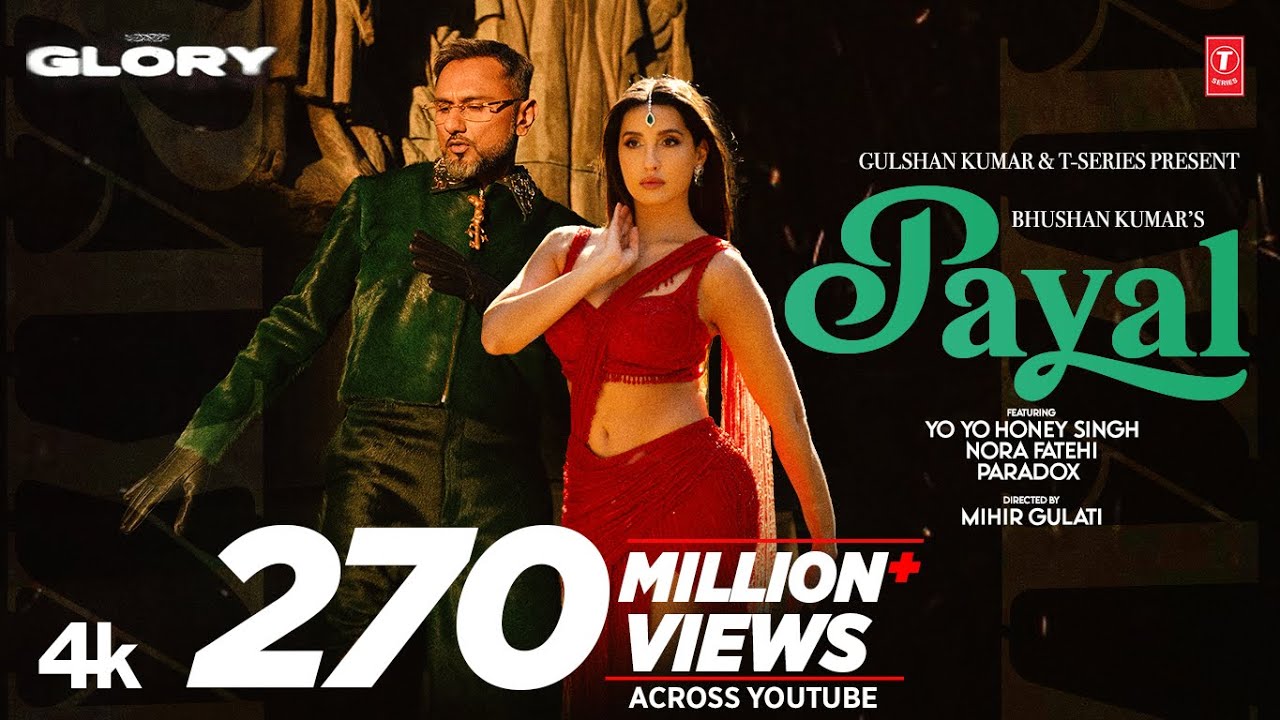 GLORY
T
SERIES
GULSHAN KUMAR & T-SERIES PRESENT
BHUSHAN KUMAR'S
Payal
FEATURING
YO YO HONEY SINGH
NORA FATEHI
PARADOX
DIRECTED BY
MIHIR GULATI
270 MILLION+
VIEWS
ACROSS YOUTUBE
4k